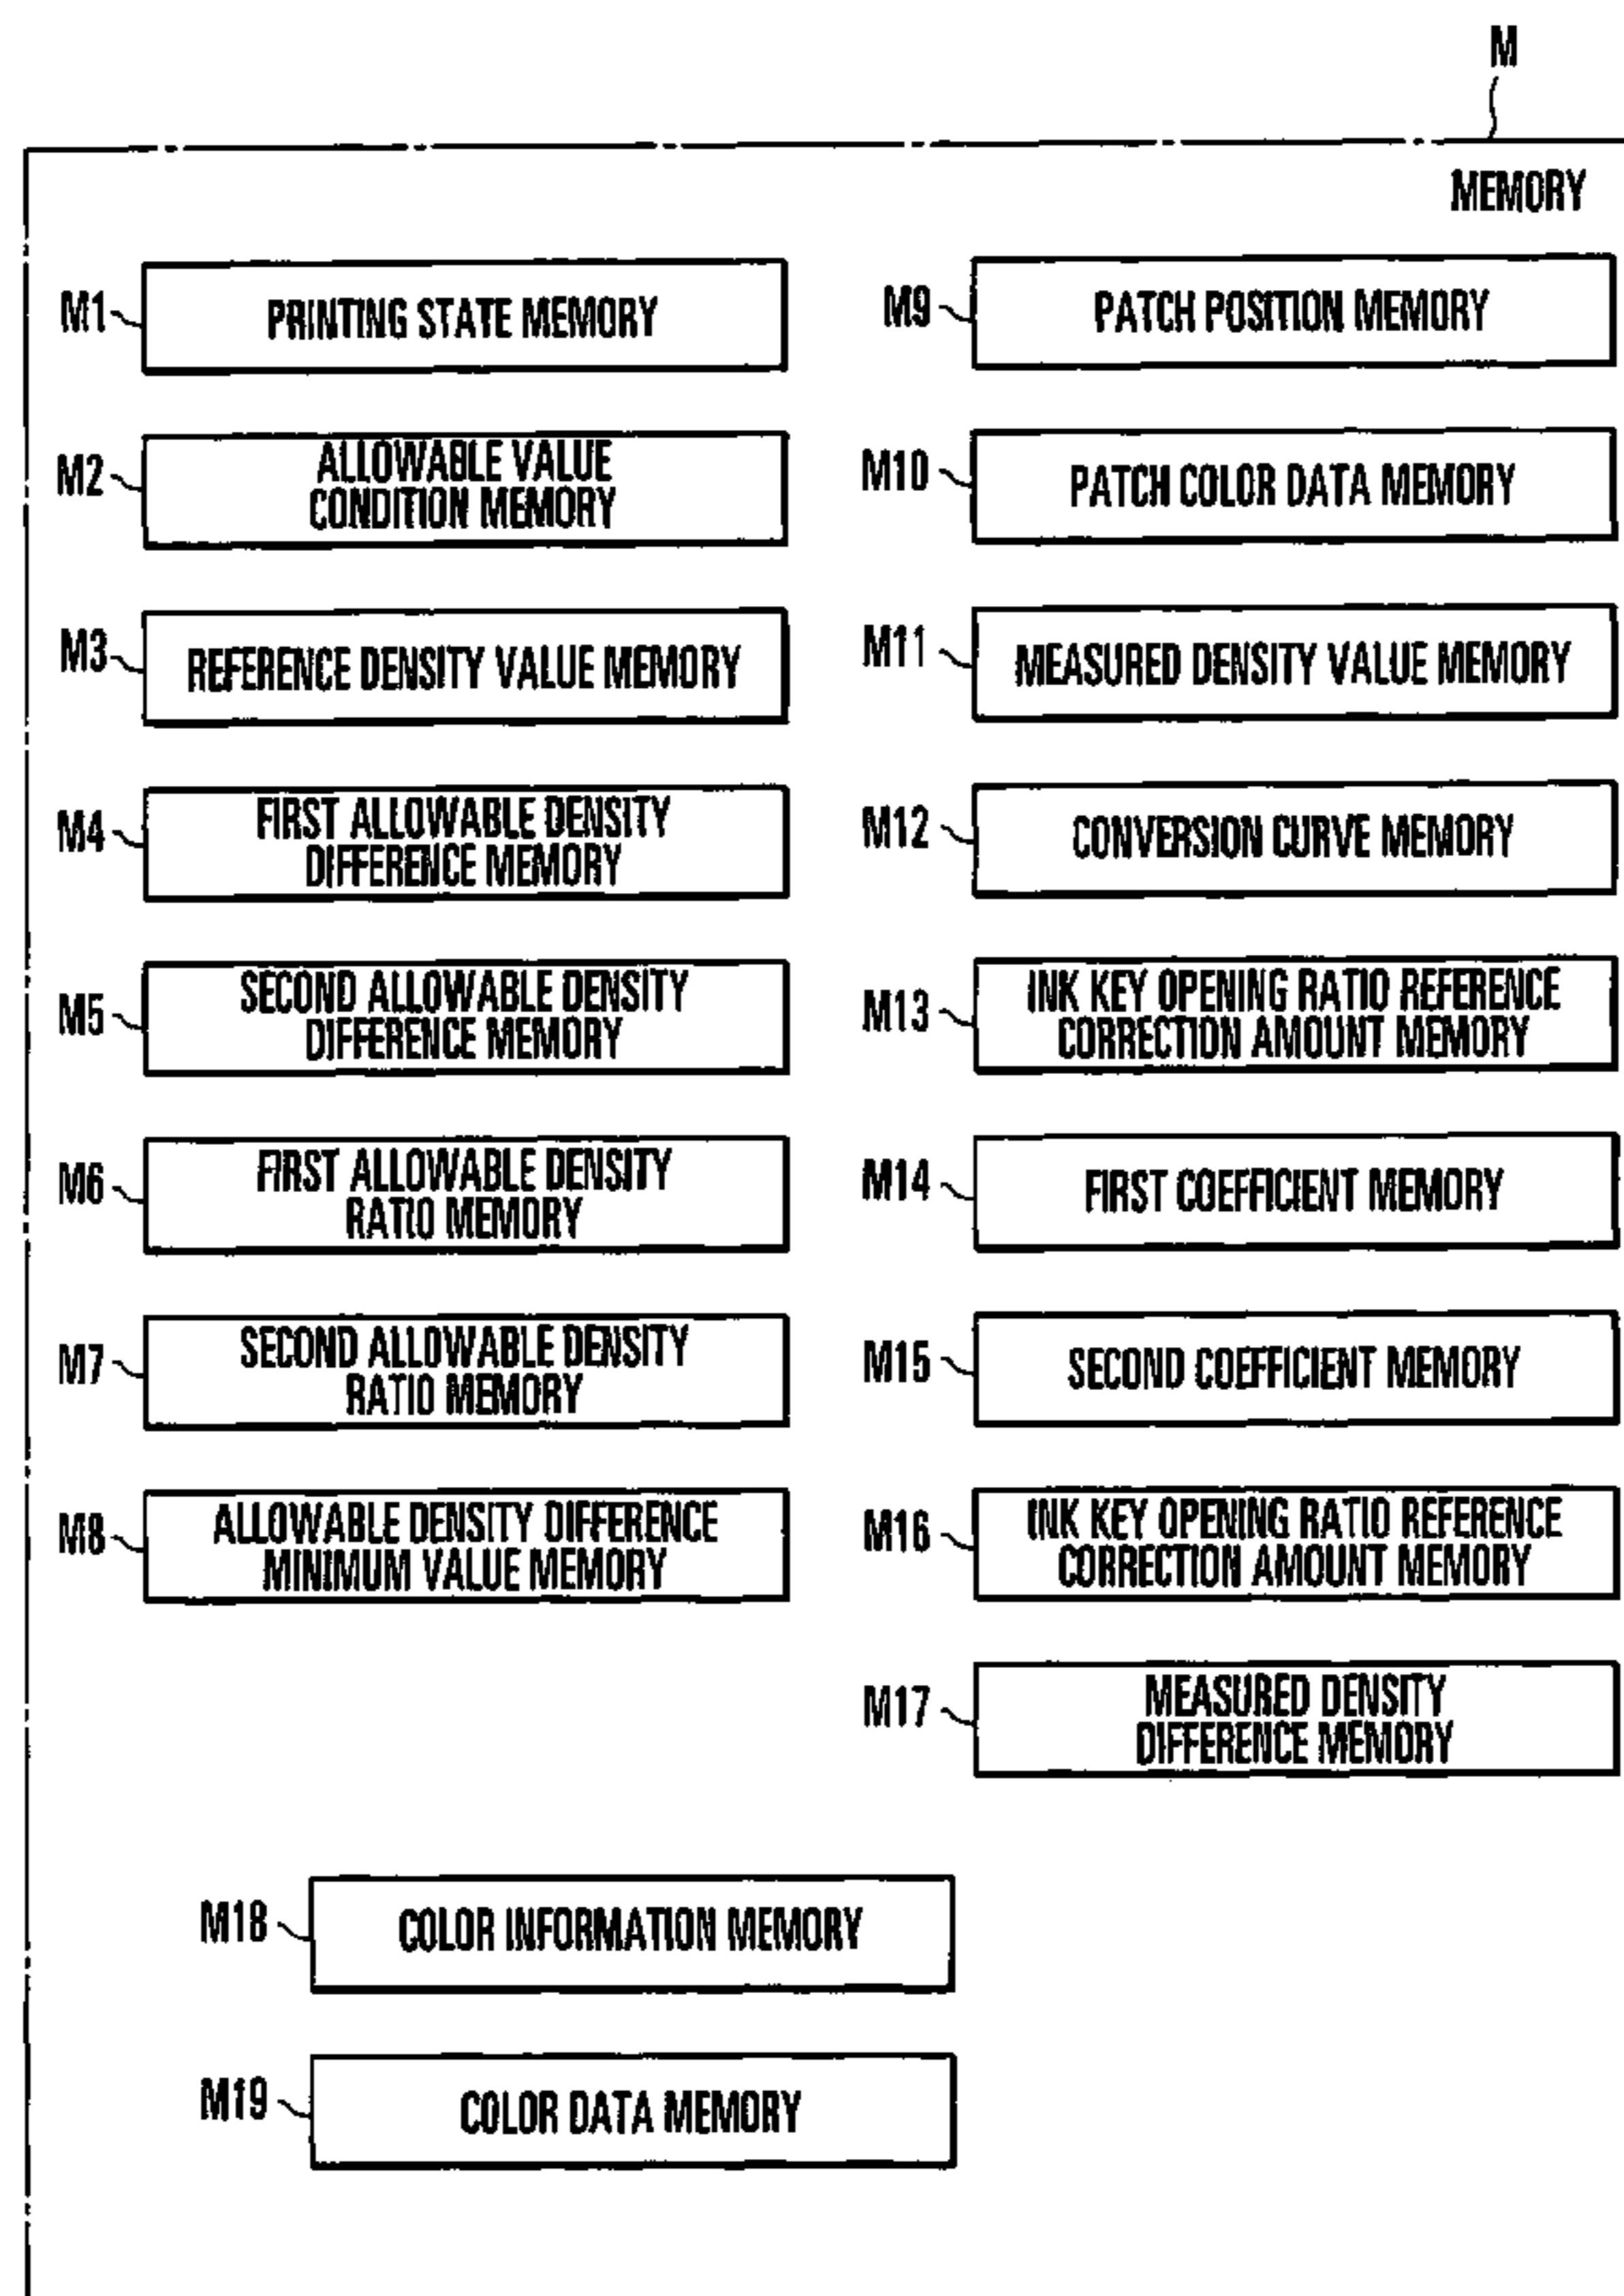 M
MEMORY
M1
PRINTING STATE MEMORY
M2
ALLOWABLE VALUE
CONDITION MEMORY
M3
REFERENCE DENSITY VALUE MEMORY
M4
FIRST ALLOWABLE DENSITY
DIFFERENCE MEMORY
M5
SECOND ALLOWABLE DENSITY
DIFFERENCE MEMORY
M6
FIRST ALLOWABLE DENSITY
RATIO MEMORY
M7
SECOND ALLOWABLE DENSITY
RATIO MEMORY
M8
ALLOWABLE DENSITY DIFFERENCE
MINIMUM VALUE MEMORY
M9
PATCH POSITION MEMORY
M10
PATCH COLOR DATA MEMORY
M11
MEASURED DENSITY VALUE MEMORY
M12
CONVERSION CURVE MEMORY
M13
INK KEY OPENING RATIO REFERENCE
CORRECTION AMOUNT MEMORY
M14
FIRST COEFFICIENT MEMORY
M15
SECOND COEFFICIENT MEMORY
M16
INK KEY OPENING RATIO REFERENCE
CORRECTION AMOUNT MEMORY
M17
MEASURED DENSITY
DIFFERENCE MEMORY
M18
COLOR INFORMATION MEMORY
M19
COLOR DATA MEMORY